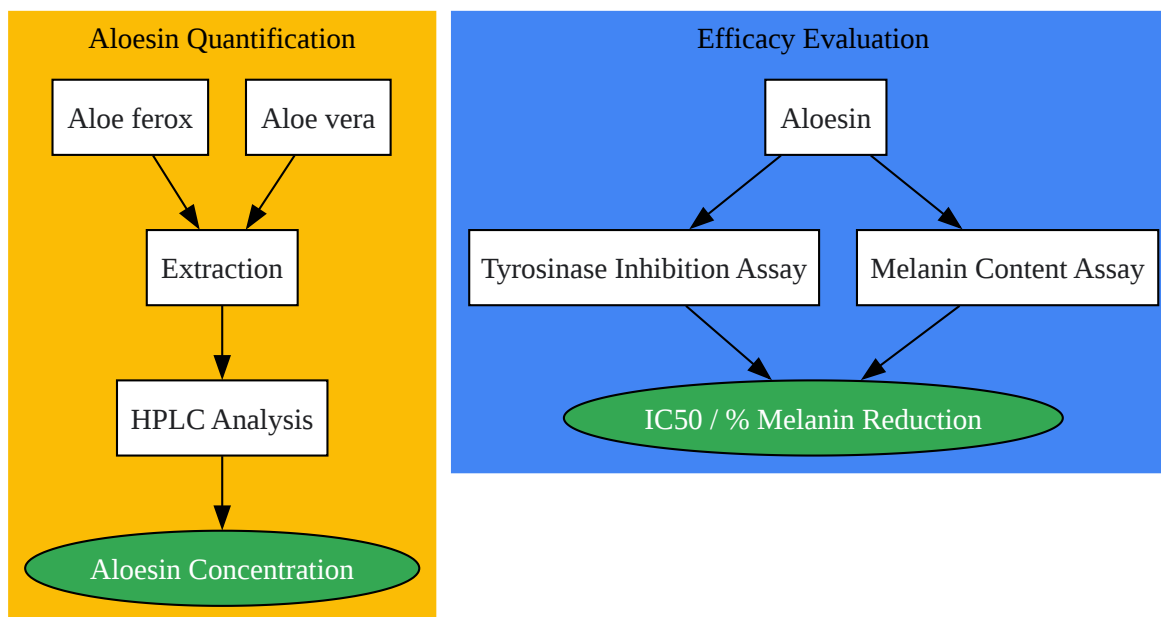 Aloesin Quantification
Aloe ferox
Aloe vera
Extraction
HPLC Analysis
Aloesin Concentration
Efficacy Evaluation
Aloesin
Tyrosinase Inhibition Assay
Melanin Content Assay
IC50 / % Melanin Reduction